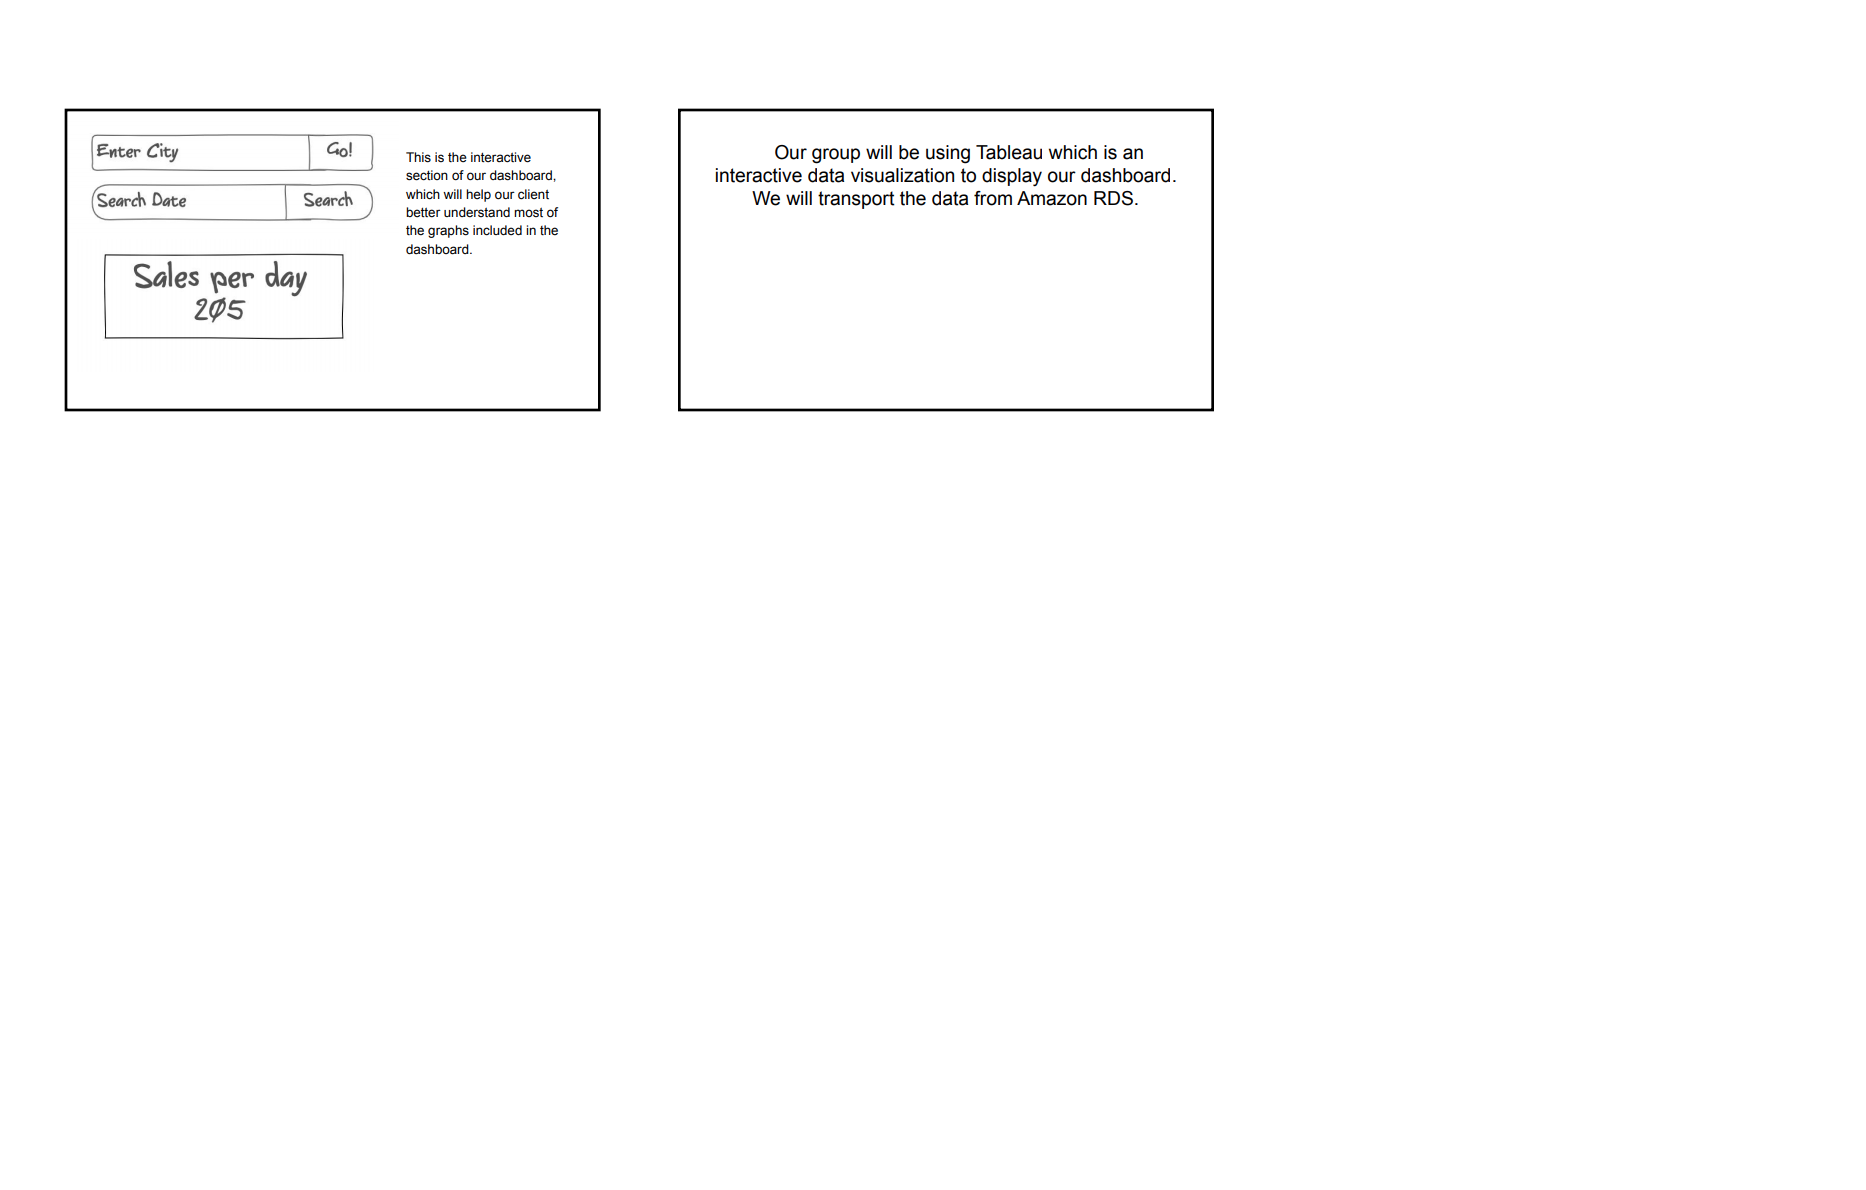 Enter City Go!
Search Date Search
Sales per day
205
This is the interactive
section of our dashboard,
which will help our client
better understand most of
the graphs included in the
dashboard.
Our group will be using Tableau which is an
interactive data visualization to display our dashboard.
We will transport the data from Amazon RDS.